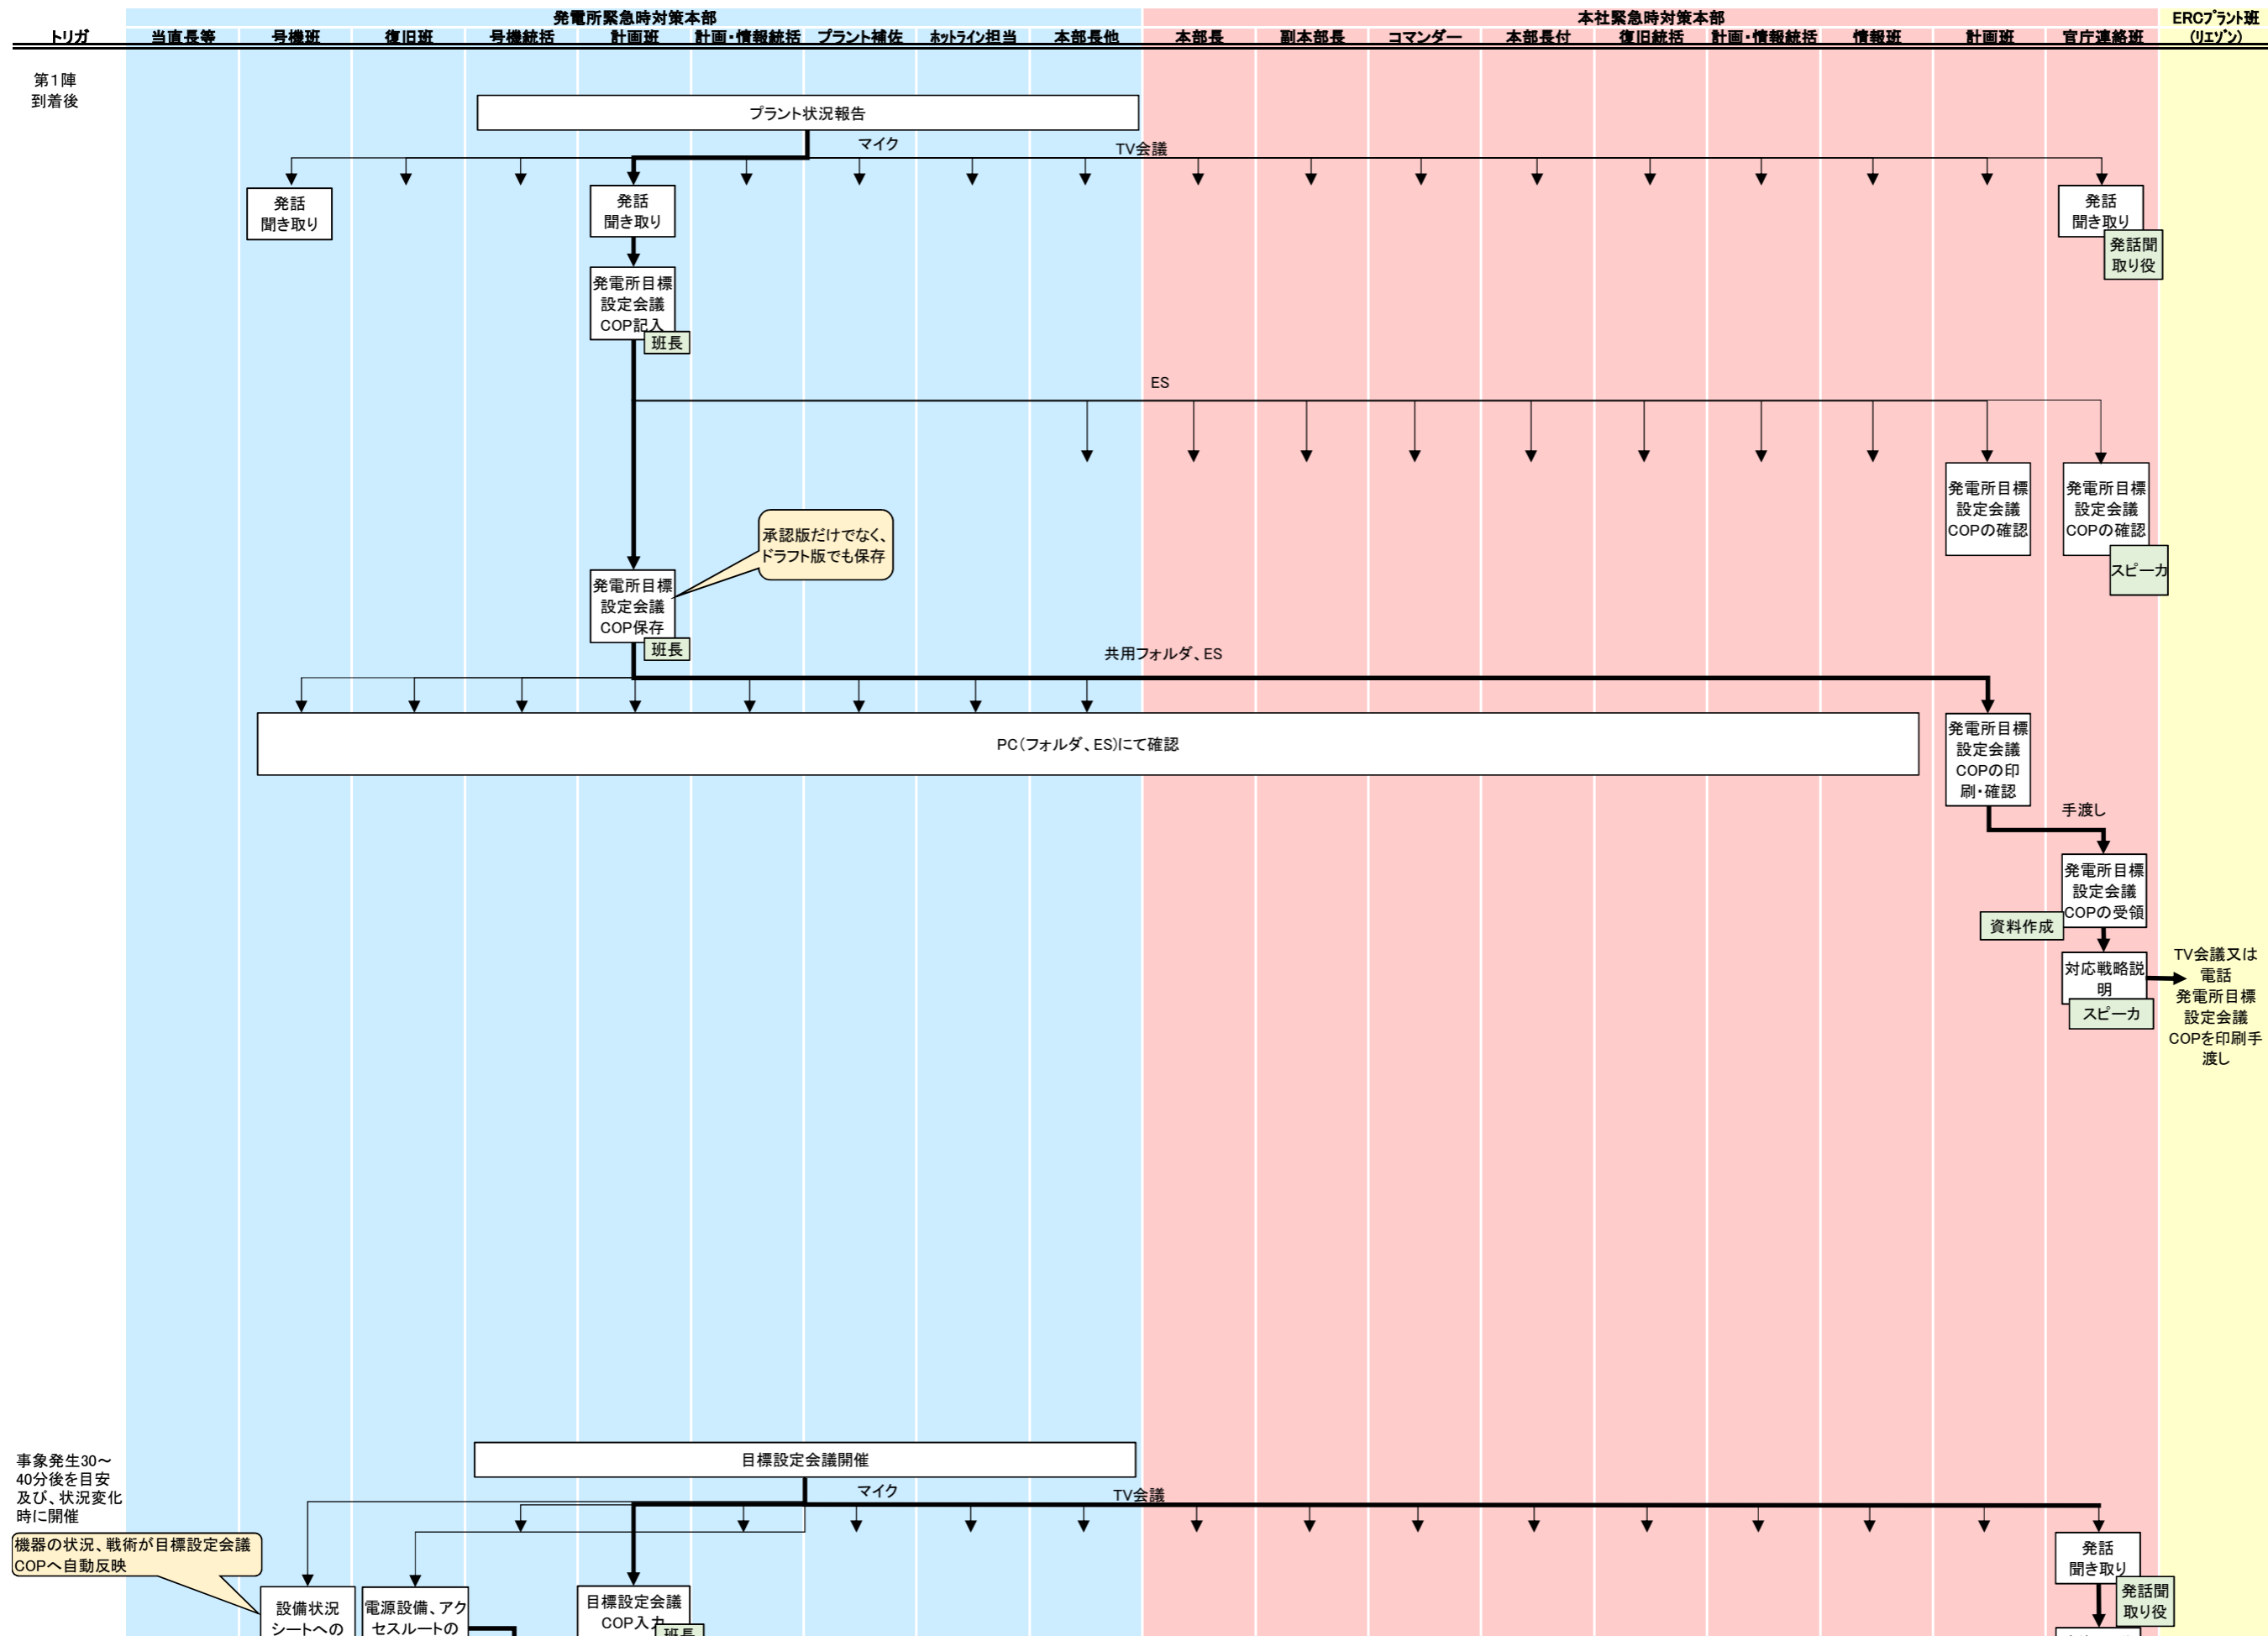 発電所緊急時対策本部
本社緊急時対策本部
ERCプラント班
(リエゾン)
トリガ
当直長等
号機班
復旧班
号機統括
計画班
計画・情報統括
プラント補佐
ホットライン担当
本部長他
本部長
副本部長
コマンダー
本部長付
復旧統括
計画・情報統括
情報班
計画班
官庁連絡班
第1陣
到着後
プラント状況報告
マイク
TV会議
発話
聞き取り
発話
聞き取り
発話
聞き取り
発話聞
取り役
発電所目標
設定会議
COP記入
班長
ES
発電所目標
設定会議
COPの確認
発電所目標
設定会議
COPの確認
スピーカ
承認版だけでなく、
ドラフト版でも保存
発電所目標
設定会議
COP保存
班長
共用フォルダ、ES
PC(フォルダ、ES)にて確認
発電所目標
設定会議
COPの印
刷・確認
手渡し
発電所目標
設定会議
COPの受領
資料作成
対応戦略説
明
スピーカ
TV会議又は
電話
発電所目標
設定会議
COPを印刷手
渡し
事象発生30～
40分後を目安
及び、状況変化
時に開催
目標設定会議開催
マイク
TV会議
機器の状況、戦術が目標設定会議
COPへ自動反映
設備状況
シートへの
電源設備、アク
セスルートの
目標設定会議
COP入力
班長
発話
聞き取り
発話聞
取り役